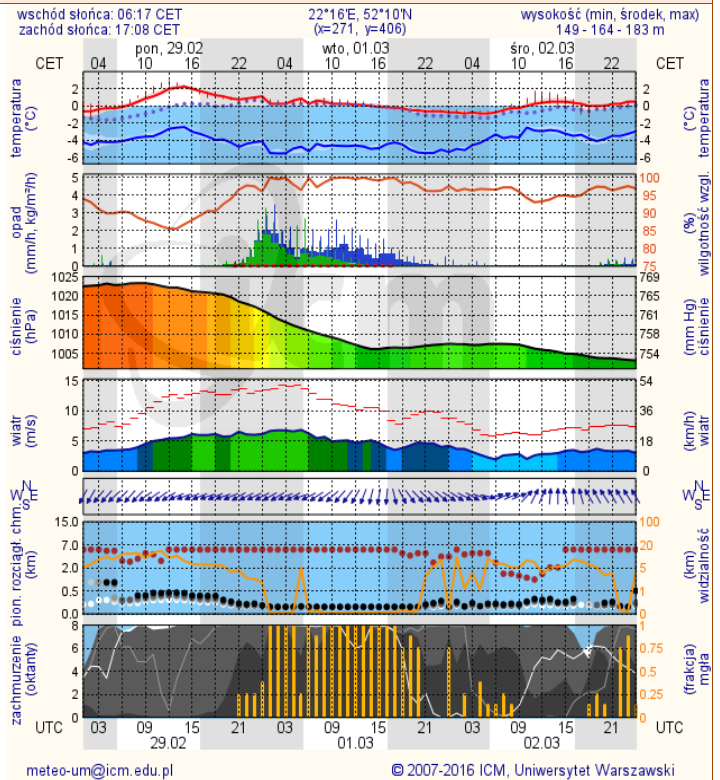 wschód słońca: 06:17 CET 22°16'E, 52°10'N wysokość (min, środek, max)
zachód słońca: 17:08 CET (x=271, y=406) 149 - 164 - 183 m
pon, 29.02 wto, 01.03 śro, 02.03
CET 04 10 16 22 04 10 16 22 04 10 16 22 CET
temperatura (°C)
2 0 -2 -4 -6
2 0 -2 -4 -6
(°C) temperatura
opad (mm/h, kg/m²/h)
5 4 3 2 1 0
100 95 90 85 80 75
(%) wilgotność wzgl.
ciśnienie (hPa)
1025 1020 1015 1010 1005
769 765 761 758 754
(mm Hg) ciśnienie
wiatr (m/s)
15 10 5 0
54 36 18 0
(km/h) wiatr
N W E S
N W E S
pion. rozciągł. chm. (km)
15.0 7.0 2.0 0.5 0.0
100 20 5 1 0
(km) widzialność
zachmurzenie (oktanty)
8 6 4 2 0
1 0.75 0.5 0.25 0
(frakcja) mgła
UTC 03 09 15 21 03 09 15 21 03 09 15 21 UTC
29.02 01.03 02.03
meteo-um@icm.edu.pl © 2007-2016 ICM, Uniwersytet Warszawski